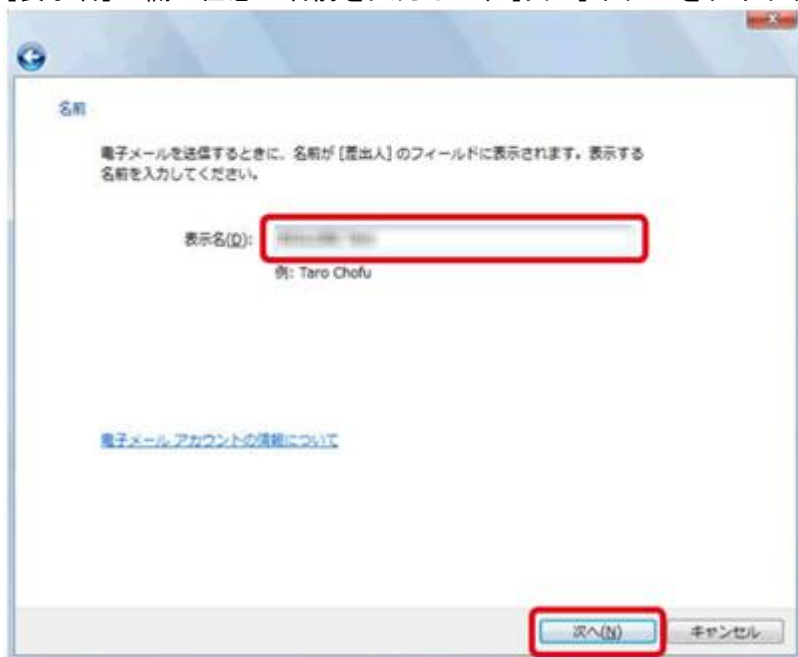 名前
電子メールを送信するときに、名前が [差出人] のフィールドに表示されます。表示する
名前を入力してください。
表示名(D):
例: Taro Chofu
電子メール アカウントの情報について
次へ(N)
キャンセル